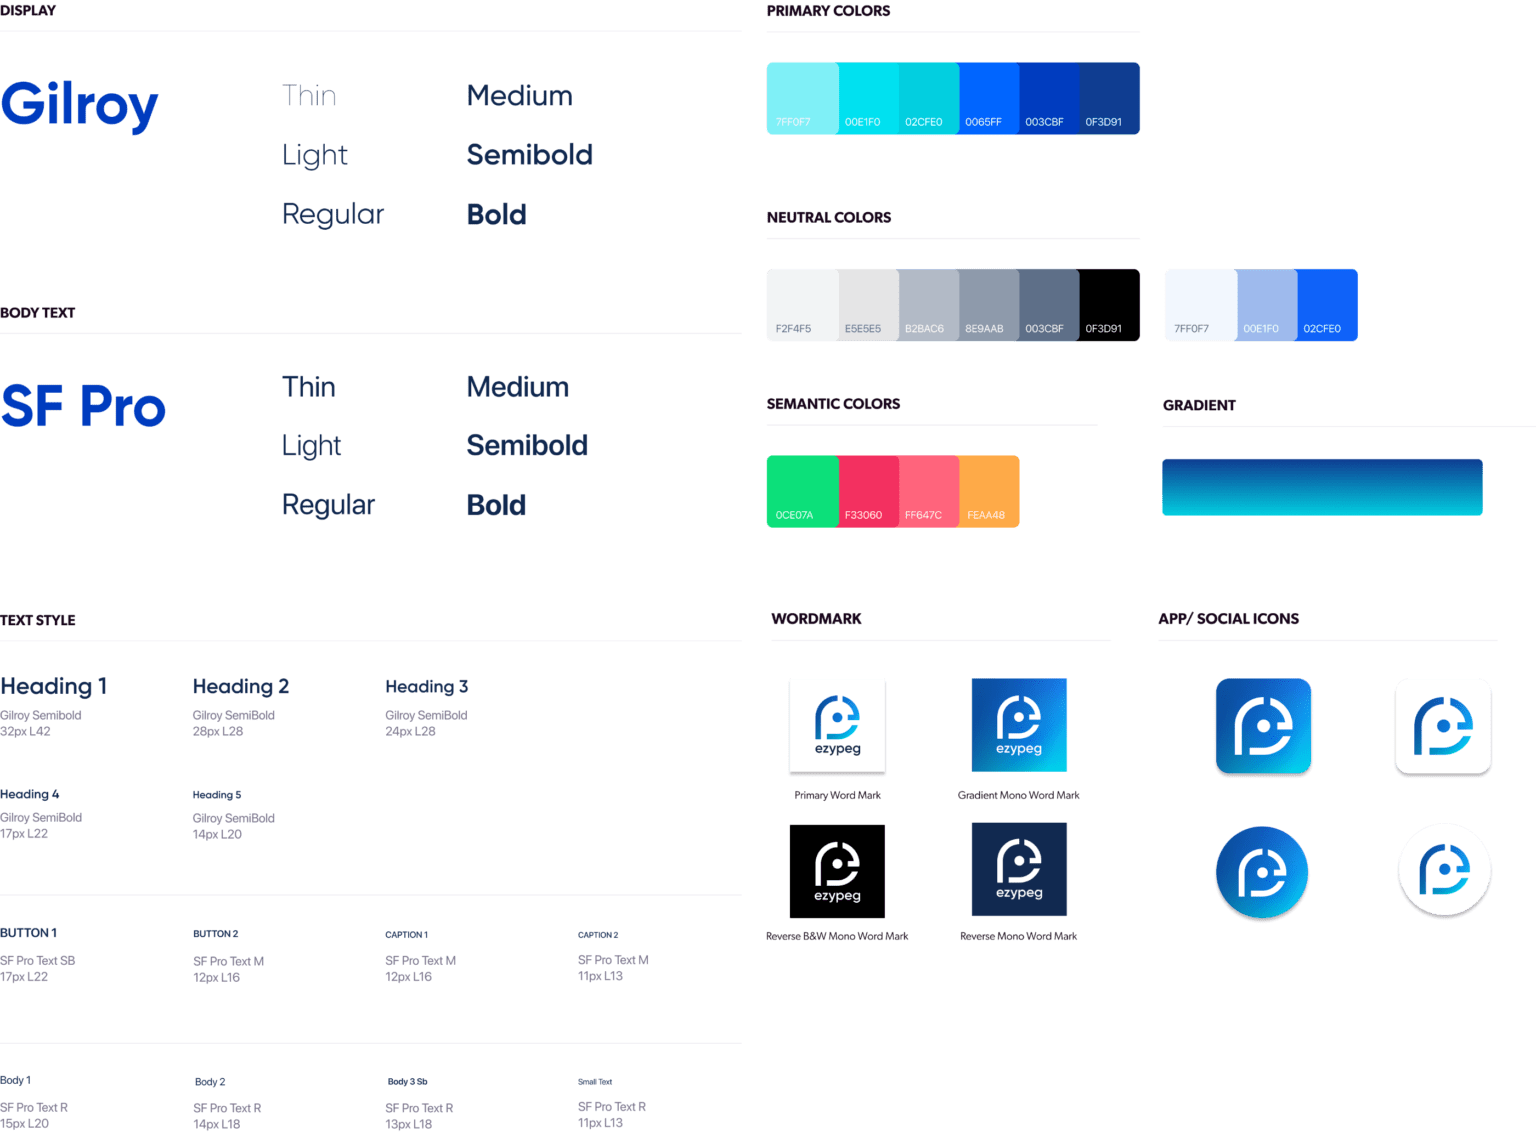 DISPLAY
Gilroy
Thin
Medium
Light
Semibold
Regular
Bold
BODY TEXT
SF Pro
Thin
Medium
Light
Semibold
Regular
Bold
TEXT STYLE
Heading 1
Gilroy Semibold
32px L42
Heading 2
Gilroy SemiBold
28px L28
Heading 3
Gilroy SemiBold
24px L28
Heading 4
Gilroy SemiBold
17px L22
Heading 5
Gilroy SemiBold
14px L20
BUTTON 1
SF Pro Text SB
17px L22
BUTTON 2
SF Pro Text M
12px L16
CAPTION 1
SF Pro Text M
12px L16
CAPTION 2
SF Pro Text M
11px L13
Body 1
SF Pro Text R
15px L20
Body 2
SF Pro Text R
14px L18
Body 3 Sb
SF Pro Text R
13px L18
Small Text
SF Pro Text R
11px L13
PRIMARY COLORS
7FF0F7
00E1F0
02CFE0
0065FF
003CBF
0F3D91
NEUTRAL COLORS
F2F4F5
E5E5E5
B2BAC6
8E9AAB
003CBF
0F3D91
7FF0F7
00E1F0
02CFE0
SEMANTIC COLORS
0CE07A
F33060
FF647C
FEAA48
GRADIENT
WORDMARK
ezypeg
Primary Word Mark
ezypeg
Gradient Mono Word Mark
ezypeg
Reverse B&W Mono Word Mark
ezypeg
Reverse Mono Word Mark
APP/ SOCIAL ICONS